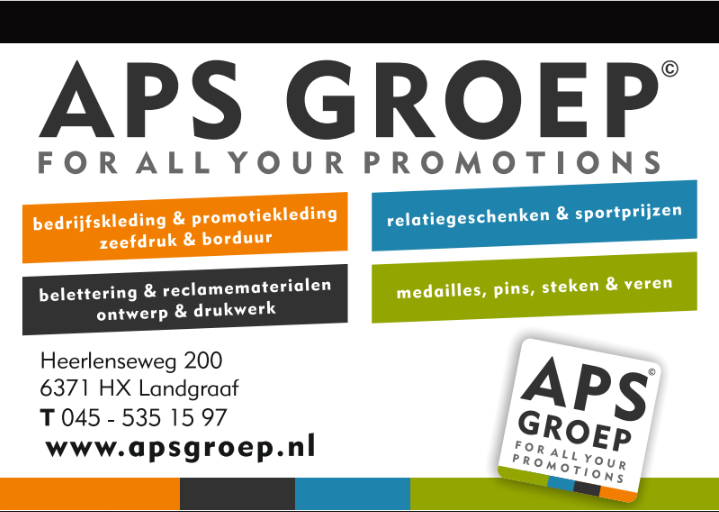 APS GROEP©
FOR ALL YOUR PROMOTIONS
bedrijfskleding & promotiekleding
zeefdruk & borduur
relatiegeschenken & sportprijzen
belettering & reclamematerialen
ontwerp & drukwerk
medailles, pins, steken & veren
Heerlenseweg 200
6371 HX Landgraaf
T 045 - 535 15 97
www.apsgroep.nl
APS©
GROEP
FOR ALL YOUR
PROMOTIONS